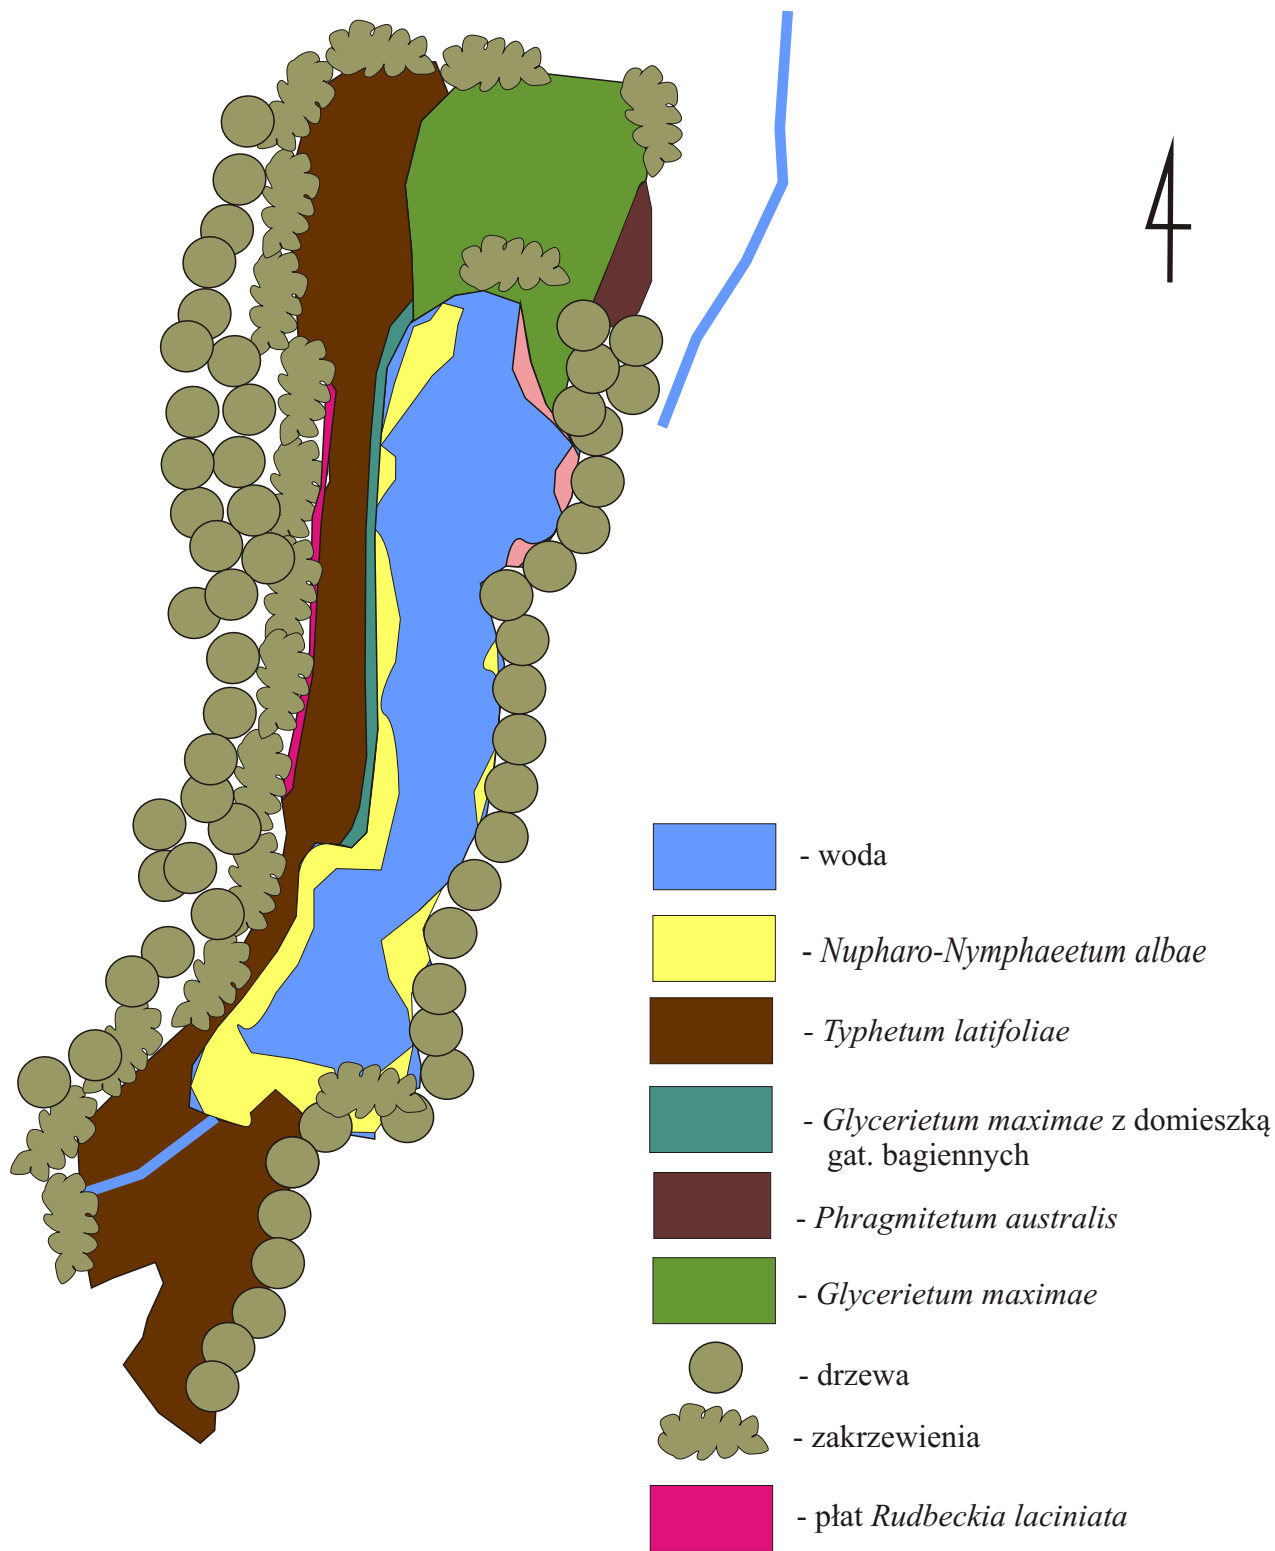 - woda
- Nupharo-Nymphaeetum albae
- Typhetum latifoliae
- Glycerietum maximae z domieszką
gat. bagiennych
- Phragmitetum australis
- Glycerietum maximae
- drzewa
- zakrzewienia
- płat Rudbeckia laciniata